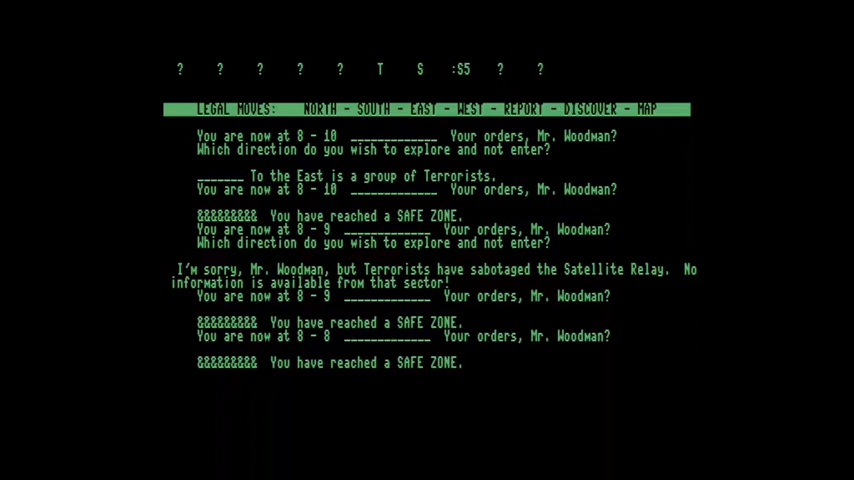 ? ? ? ? ? T S :S5 ? ?
LEGAL MOVES: NORTH - SOUTH - EAST - WEST - REPORT - DISCOVER - MAP
You are now at 8 - 10 _____________ Your orders, Mr. Woodman?
Which direction do you wish to explore and not enter?
_______ To the East is a group of Terrorists.
You are now at 8 - 10 _____________ Your orders, Mr. Woodman?
&&&&&&&&& You have reached a SAFE ZONE.
You are now at 8 - 9 _____________ Your orders, Mr. Woodman?
Which direction do you wish to explore and not enter?
I'm sorry, Mr. Woodman, but Terrorists have sabotaged the Satellite Relay. No
information is available from that sector!
You are now at 8 - 9 _____________ Your orders, Mr. Woodman?
&&&&&&&&& You have reached a SAFE ZONE.
You are now at 8 - 8 _____________ Your orders, Mr. Woodman?
&&&&&&&&& You have reached a SAFE ZONE.